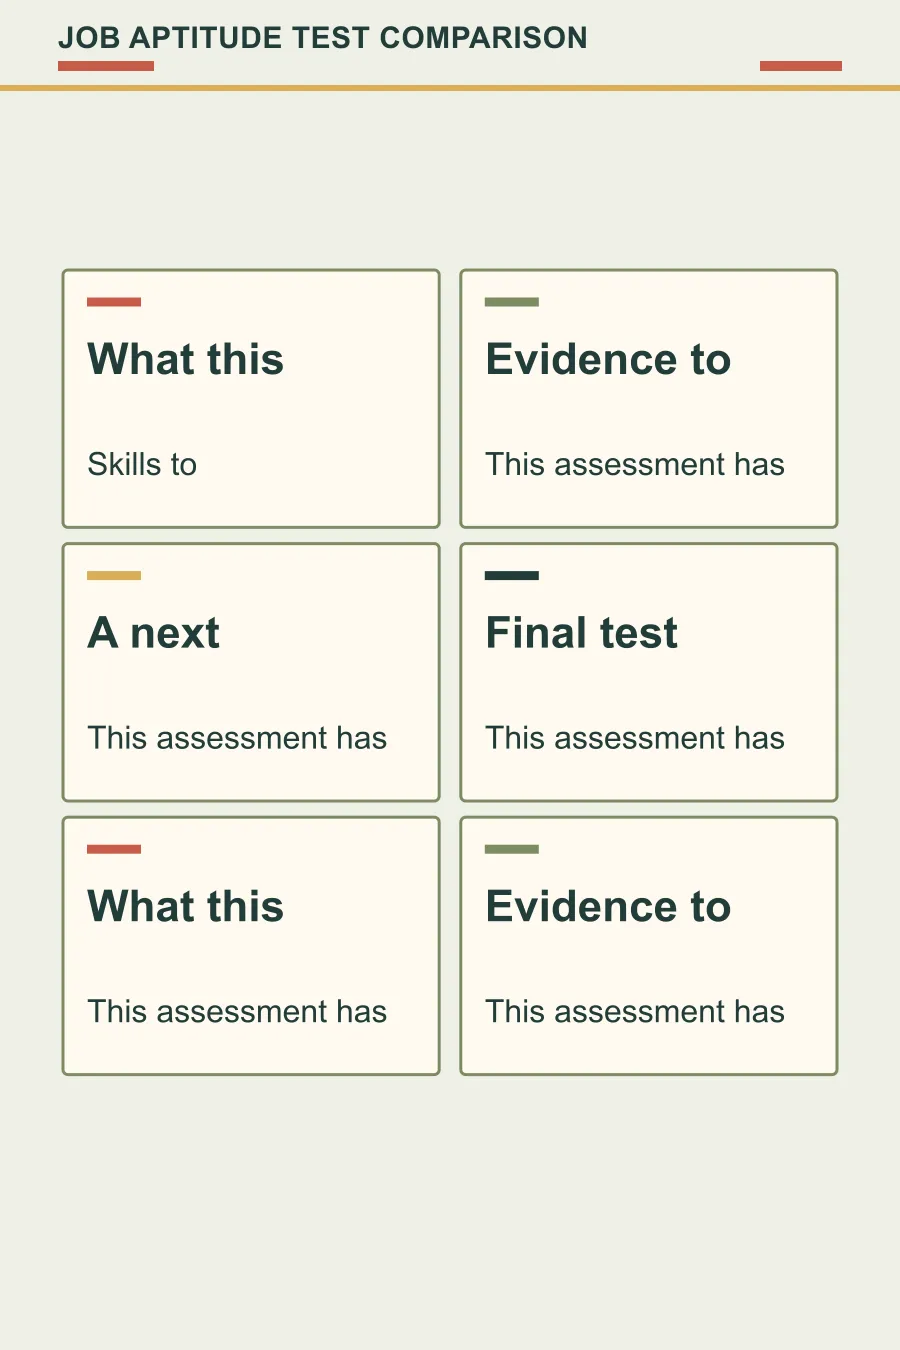 JOB APTITUDE TEST COMPARISON
What this
Skills to
Evidence to
This assessment has
A next
This assessment has
Final test
This assessment has
What this
This assessment has
Evidence to
This assessment has